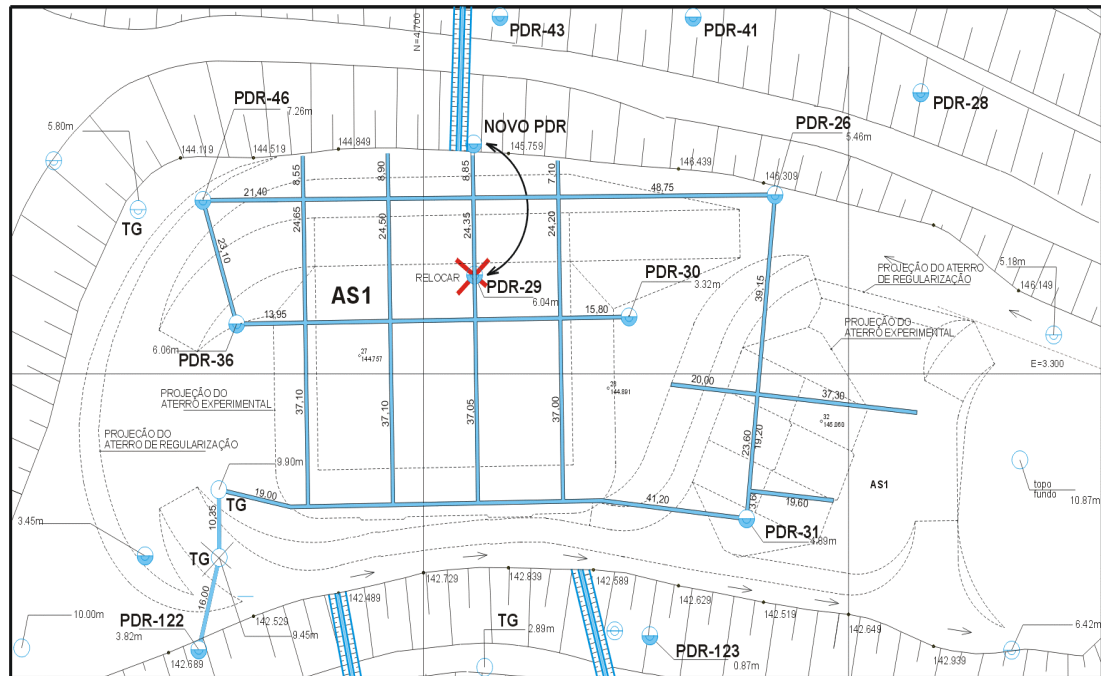 N=4.700
PDR-43
PDR-41
PDR-46
7.26m
PDR-28
5.80m
144.119
144.519
144.849
NOVO PDR
145.759
PDR-26
5.46m
146.439
146.309
8,55
8,90
8,85
7,10
21,40
48,75
TG
24,65
24,50
24,35
24,20
23,10
RELOCAR
PDR-29
6.04m
AS1
PDR-30
3.32m
39,15
5.18m
PROJEÇÃO DO ATERRO
DE REGULARIZAÇÃO
146.149
13,95
15,80
6.06m
PDR-36
PROJEÇÃO DO
ATERRO EXPERIMENTAL
27
144.757
E=3.300
PROJEÇÃO DO
ATERRO EXPERIMENTAL
144.891
20,00
37,30
37,10
37,10
37,05
37,00
32
PROJEÇÃO DO
ATERRO DE REGULARIZAÇÃO
23,60
19,20
9.90m
19,00
TG
41,20
19,60
AS1
topo
fundo
10.87m
10,35
3.45m
PDR-31
TG
16,00
142.729
142.839
142.589
142.489
142.629
142.519
142.649
10.00m
PDR-122
3.82m
142.529
9.45m
TG
2.89m
PDR-123
0.87m
6.42m
142.689
142.939